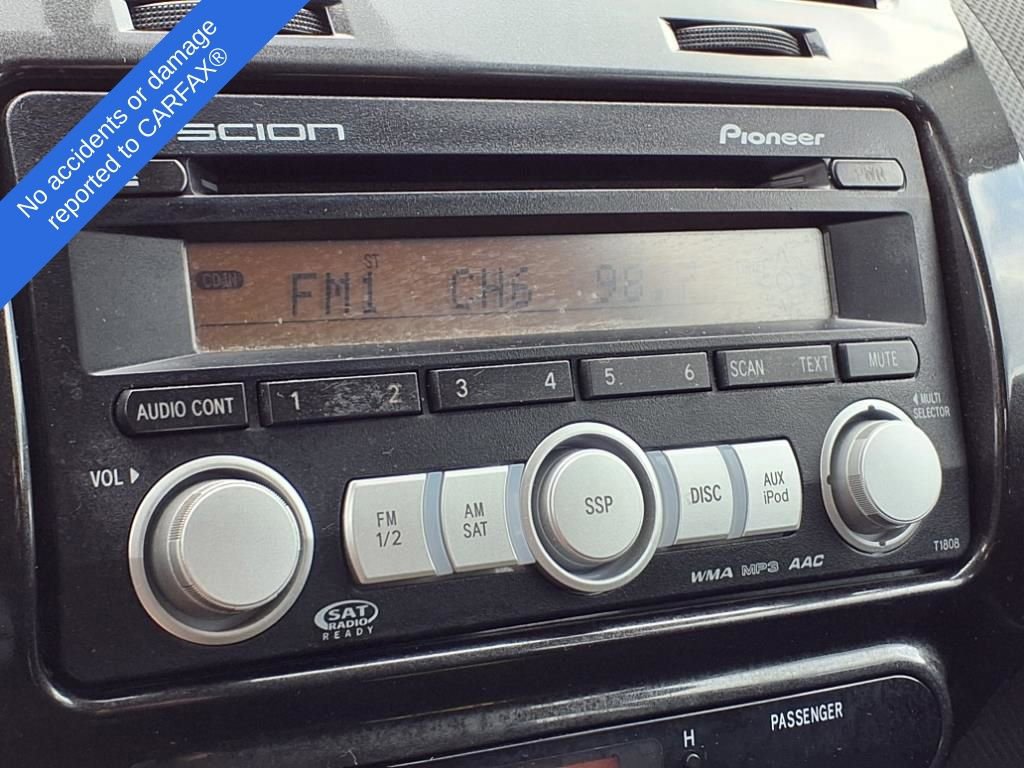 No accidents or damage
reported to CARFAX®
SCION
Pioneer
PWR
CD-IN
ST
FM1 CH6 98
AUDIO CONT
1 2
3 4
5 6
SCAN TEXT
MUTE
VOL
MULTI
SELECTOR
FM
1/2
AM
SAT
SSP
DISC
AUX
iPod
WMA MP3 AAC
T1808
SAT
RADIO
READY
PASSENGER
H